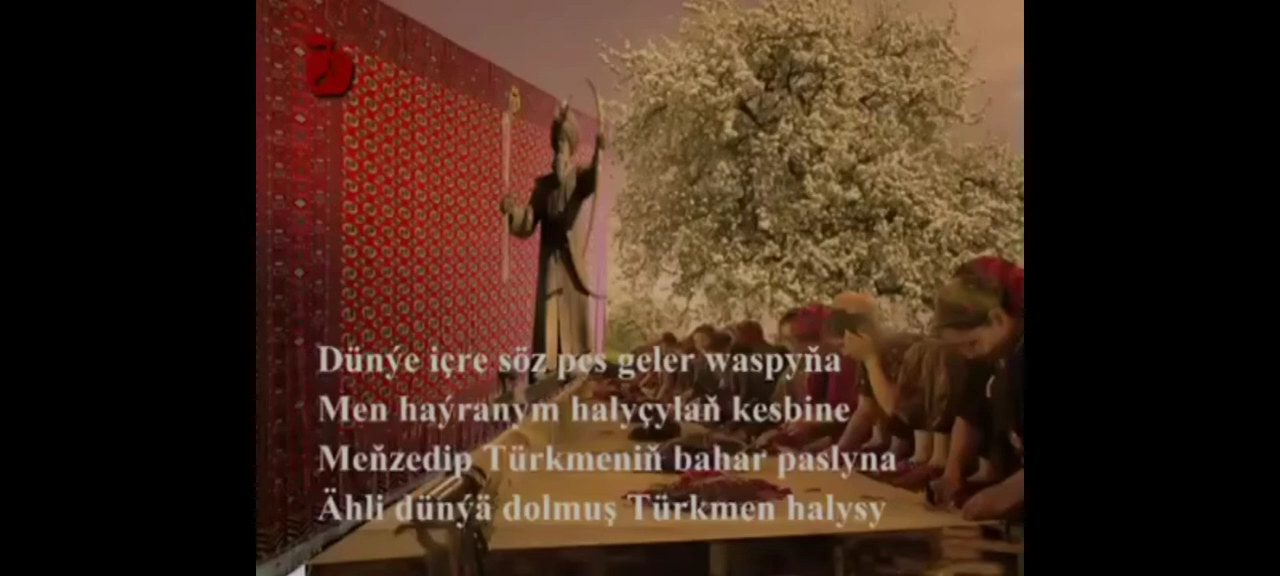 Dünýe içre söz pes geler waspyňa
Men haýranym halyçylaň kesbine
Meňzedip Türkmeniň bahar paslyna
Ähli dünýä dolmuş Türkmen halysy